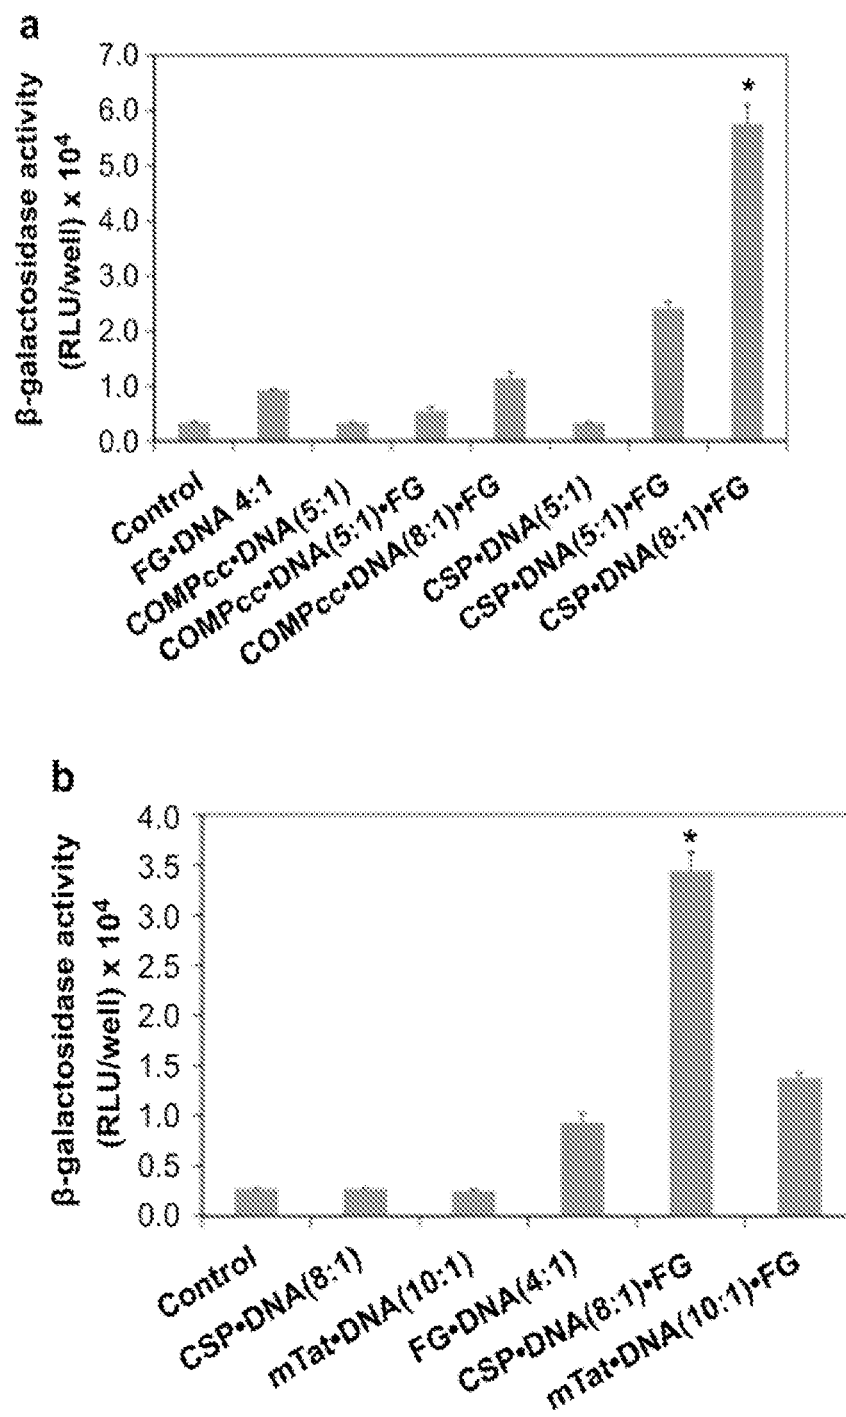 a
β-galactosidase activity
(RLU/well) x 10⁴
7.0
6.0
5.0
4.0
3.0
2.0
1.0
0.0
*
Control
FG•DNA 4:1
COMPcc•DNA(5:1)
COMPcc•DNA(5:1)•FG
COMPcc•DNA(8:1)•FG
CSP•DNA(5:1)
CSP•DNA(5:1)•FG
CSP•DNA(8:1)•FG
b
β-galactosidase activity
(RLU/well) x 10⁴
4.0
3.5
3.0
2.5
2.0
1.5
1.0
0.5
0.0
*
Control
CSP•DNA(8:1)
mTat•DNA(10:1)
FG•DNA(4:1)
CSP•DNA(8:1)•FG
mTat•DNA(10:1)•FG